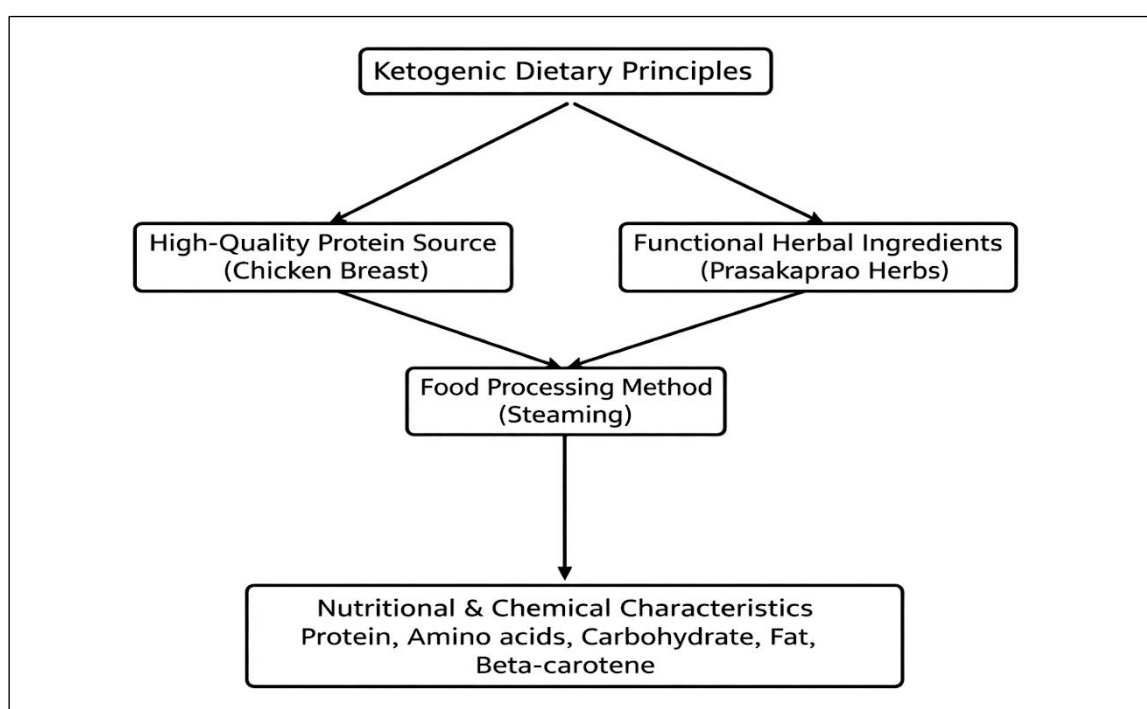 Ketogenic Dietary Principles
High-Quality Protein Source
(Chicken Breast)
Functional Herbal Ingredients
(Prasakaprao Herbs)
Food Processing Method
(Steaming)
Nutritional & Chemical Characteristics
Protein, Amino acids, Carbohydrate, Fat,
Beta-carotene